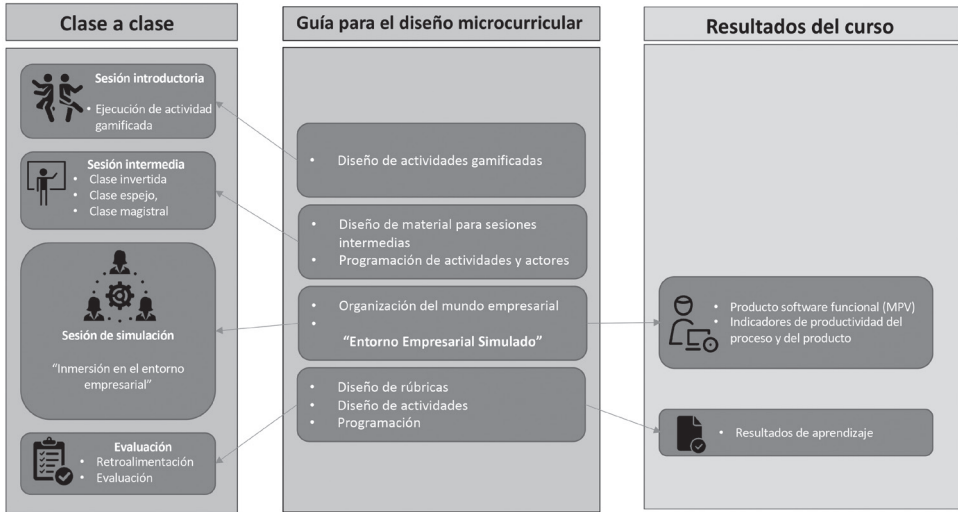 Clase a clase
Sesión introductoria
• Ejecución de actividad
gamificada
Sesión intermedia
• Clase invertida
• Clase espejo,
• Clase magistral
Sesión de simulación
“Inmersión en el entorno
empresarial”
Evaluación
• Retroalimentación
• Evaluación
Guía para el diseño microcurricular
• Diseño de actividades gamificadas
• Diseño de material para sesiones
intermedias
• Programación de actividades y actores
• Organización del mundo empresarial
•
“Entorno Empresarial Simulado”
• Diseño de rúbricas
• Diseño de actividades
• Programación
Resultados del curso
• Producto software funcional (MPV)
• Indicadores de productividad del
proceso y del producto
• Resultados de aprendizaje